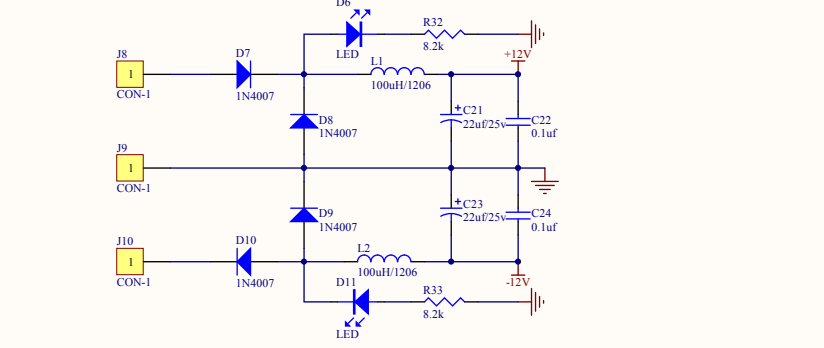 D6
R32
LED
8.2k
+12V
J8
1
CON-1
D7
1N4007
L1
100uH/1206
D8
1N4007
+
C21
22uf/25v
C22
0.1uf
J9
1
CON-1
D9
1N4007
+
C23
22uf/25v
C24
0.1uf
J10
1
CON-1
D10
1N4007
L2
100uH/1206
-12V
D11
LED
R33
8.2k